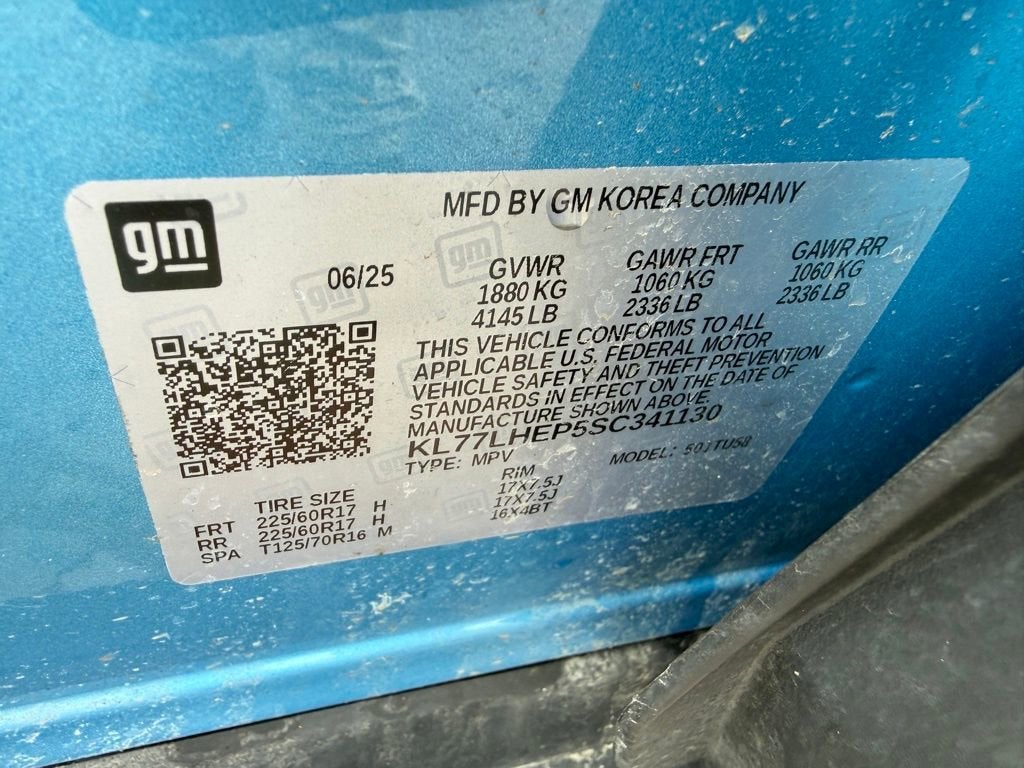 gm
MFD BY GM KOREA COMPANY
06/25
GVWR GAWR FRT GAWR RR
1880 KG 1060 KG 1060 KG
4145 LB 2336 LB 2336 LB
THIS VEHICLE CONFORMS TO ALL
APPLICABLE U.S. FEDERAL MOTOR
VEHICLE SAFETY AND THEFT PREVENTION
STANDARDS IN EFFECT ON THE DATE OF
MANUFACTURE SHOWN ABOVE.
KL77LHEP5SC341130
TYPE: MPV MODEL: 501TU58
TIRE SIZE RIM
FRT 225/60R17 H 17X7.5J
RR 225/60R17 H 17X7.5J
SPA T125/70R16 M 16X4BT